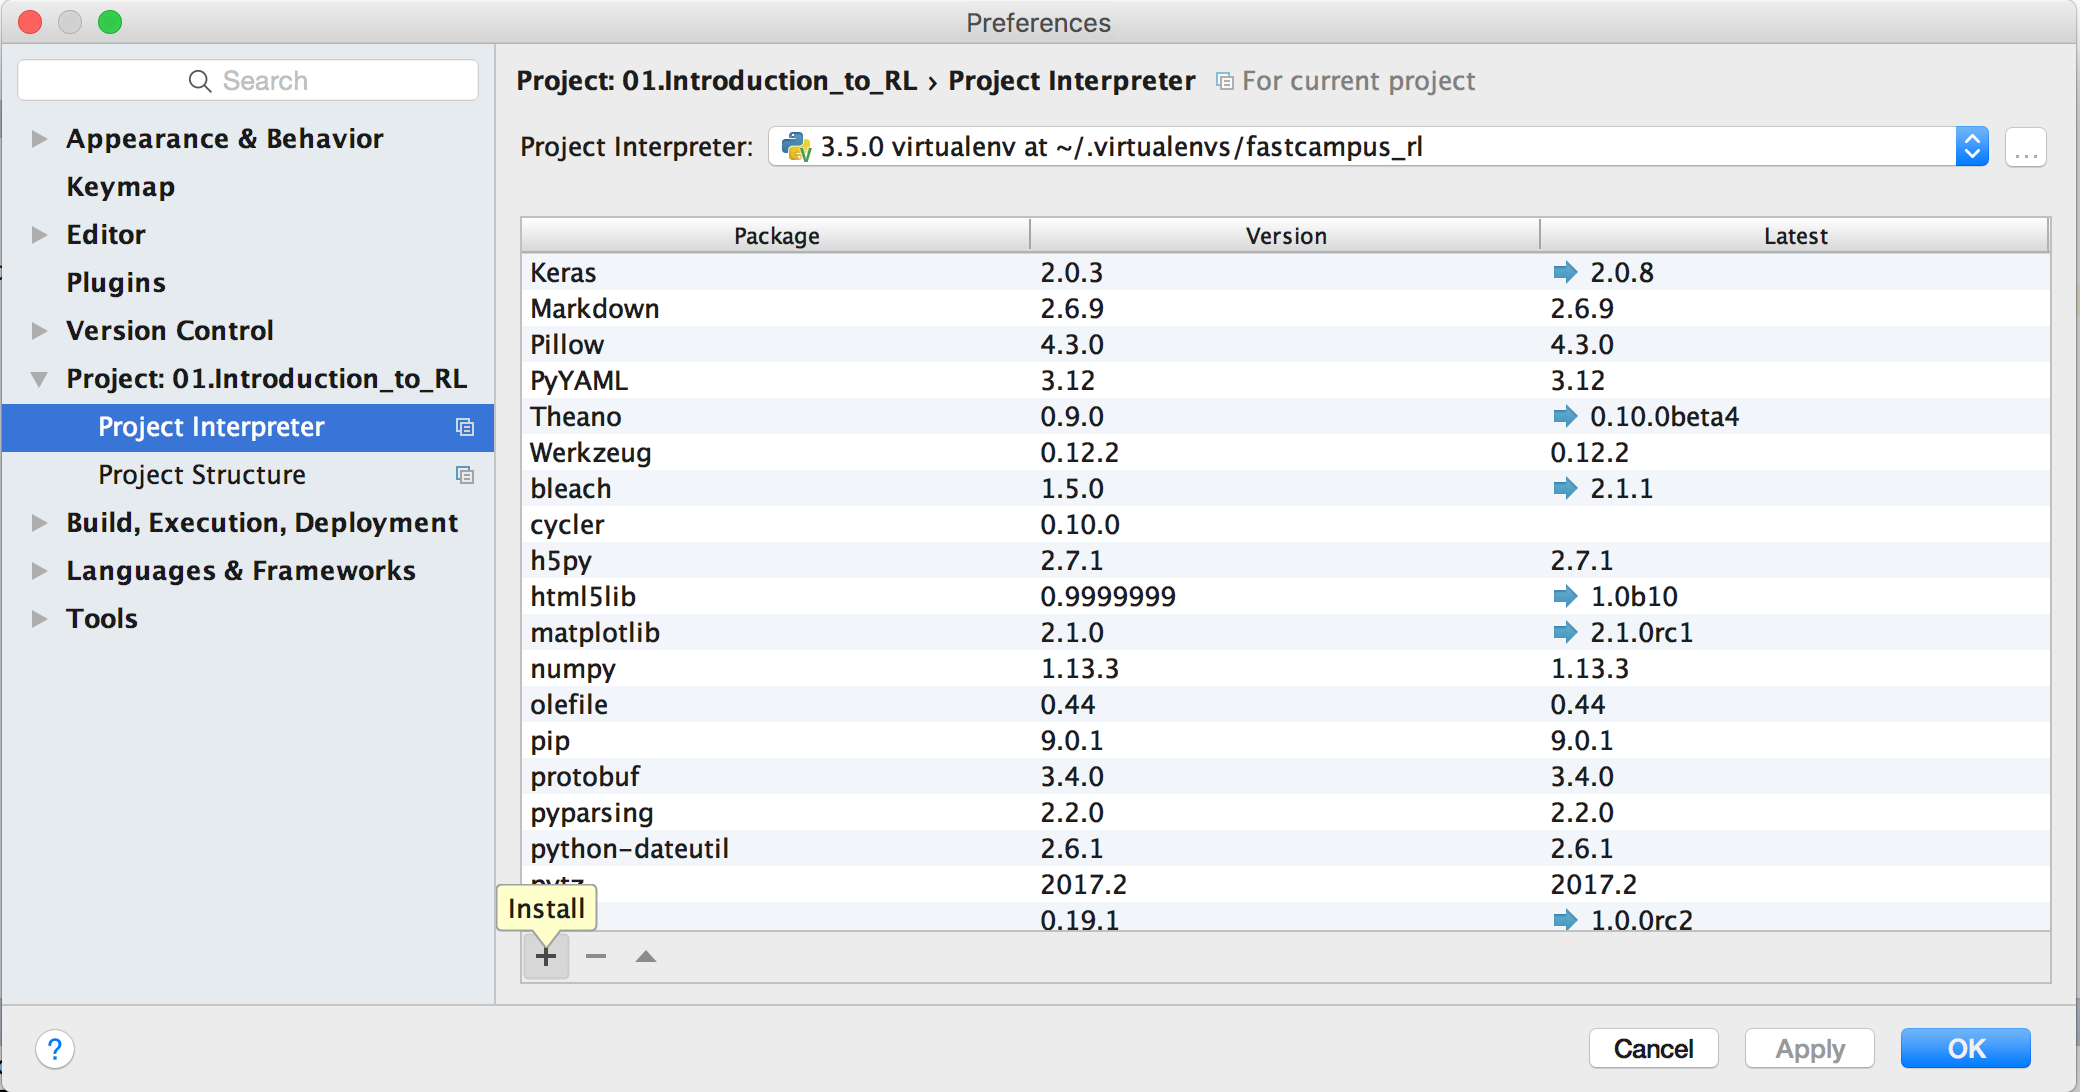 Preferences
Search
Appearance & Behavior
Keymap
Editor
Plugins
Version Control
Project: 01.Introduction_to_RL
Project Interpreter
Project Structure
Build, Execution, Deployment
Languages & Frameworks
Tools
Project: 01.Introduction_to_RL › Project Interpreter For current project
Project Interpreter: 3.5.0 virtualenv at ~/.virtualenvs/fastcampus_rl ...
Package Version Latest
Keras 2.0.3 2.0.8
Markdown 2.6.9 2.6.9
Pillow 4.3.0 4.3.0
PyYAML 3.12 3.12
Theano 0.9.0 0.10.0beta4
Werkzeug 0.12.2 0.12.2
bleach 1.5.0 2.1.1
cycler 0.10.0
h5py 2.7.1 2.7.1
html5lib 0.9999999 1.0b10
matplotlib 2.1.0 2.1.0rc1
numpy 1.13.3 1.13.3
olefile 0.44 0.44
pip 9.0.1 9.0.1
protobuf 3.4.0 3.4.0
pyparsing 2.2.0 2.2.0
python-dateutil 2.6.1 2.6.1
pytz 2017.2 2017.2
0.19.1 1.0.0rc2
Install
?
Cancel Apply OK